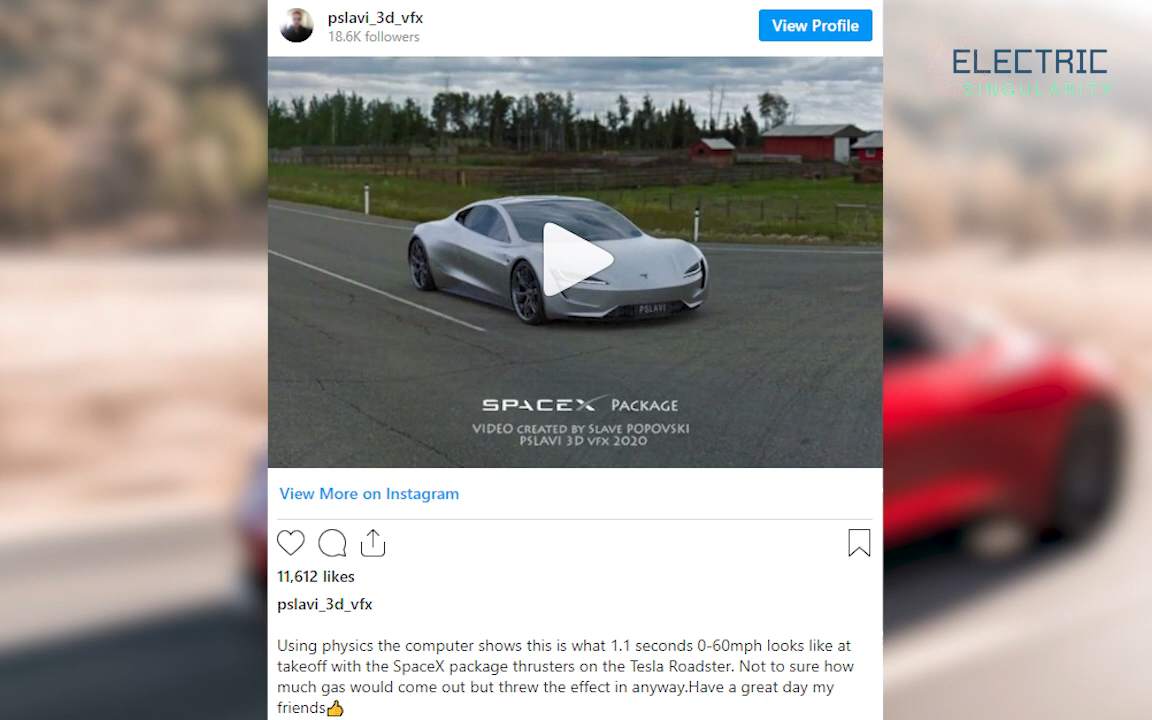 pslavi_3d_vfx
18.6K followers
View Profile
ELECTRIC
SINGULARITY
PSLAVI
SPACEX PACKAGE
VIDEO CREATED BY SLAVE POPOVSKI
PSLAVI 3D VFX 2020
View More on Instagram
11,612 likes
pslavi_3d_vfx
Using physics the computer shows this is what 1.1 seconds 0-60mph looks like at
takeoff with the SpaceX package thrusters on the Tesla Roadster. Not to sure how
much gas would come out but threw the effect in anyway.Have a great day my
friends👍